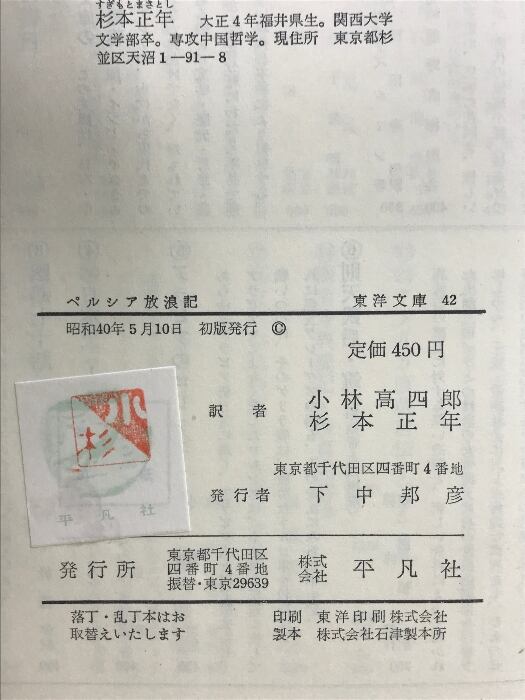 すぎもとまさとし
杉本正年　大正4年福井県生。関西大学
文学部卒。専攻中国哲学。現住所　東京都杉
並区天沼1—91—8
ペルシア放浪記　東洋文庫 42
昭和40年5月10日　初版発行　©
定価450円
訳者　小林高四郎
杉本正年
東京都千代田区四番町4番地
発行者　下中邦彦
小
杉
平凡社
発行所　東京都千代田区
四番町4番地
振替・東京29639
株式
会社　平凡社
落丁・乱丁本はお
取替えいたします
印刷　東洋印刷株式会社
製本　株式会社石津製本所